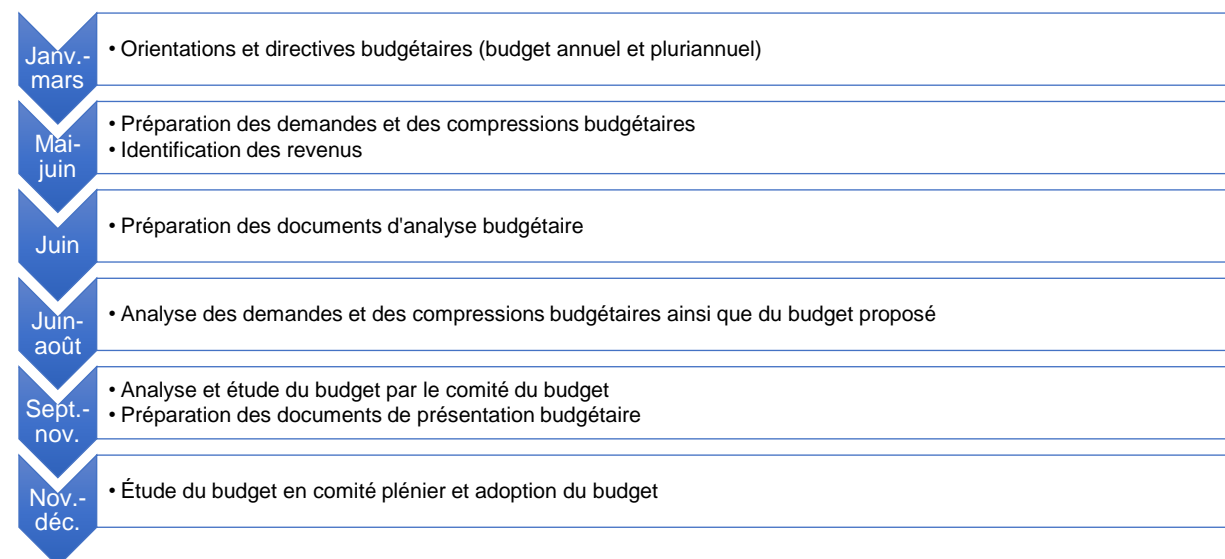 Janv.-
mars
• Orientations et directives budgétaires (budget annuel et pluriannuel)
Mai-
juin
• Préparation des demandes et des compressions budgétaires
• Identification des revenus
Juin
• Préparation des documents d'analyse budgétaire
Juin-
août
• Analyse des demandes et des compressions budgétaires ainsi que du budget proposé
Sept.-
nov.
• Analyse et étude du budget par le comité du budget
• Préparation des documents de présentation budgétaire
Nov.-
déc.
• Étude du budget en comité plénier et adoption du budget